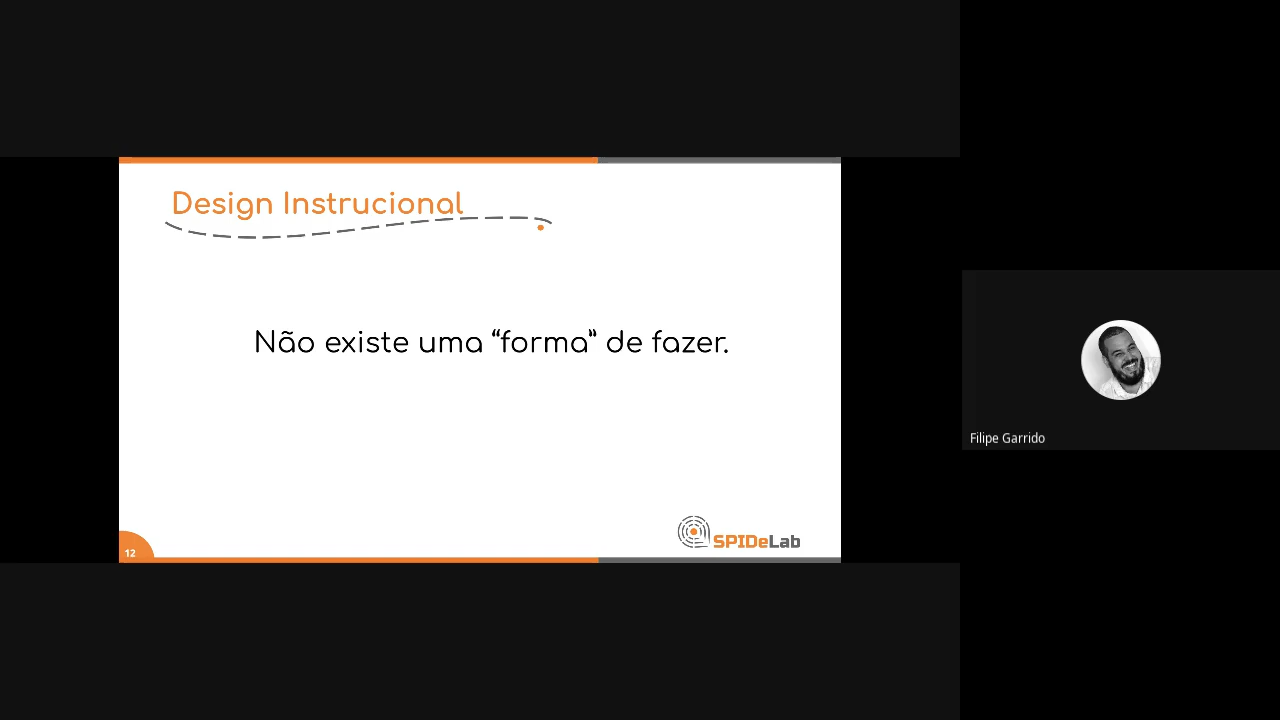 Design Instrucional
Não existe uma “forma” de fazer.
Filipe Garrido
SPIDeLab
12